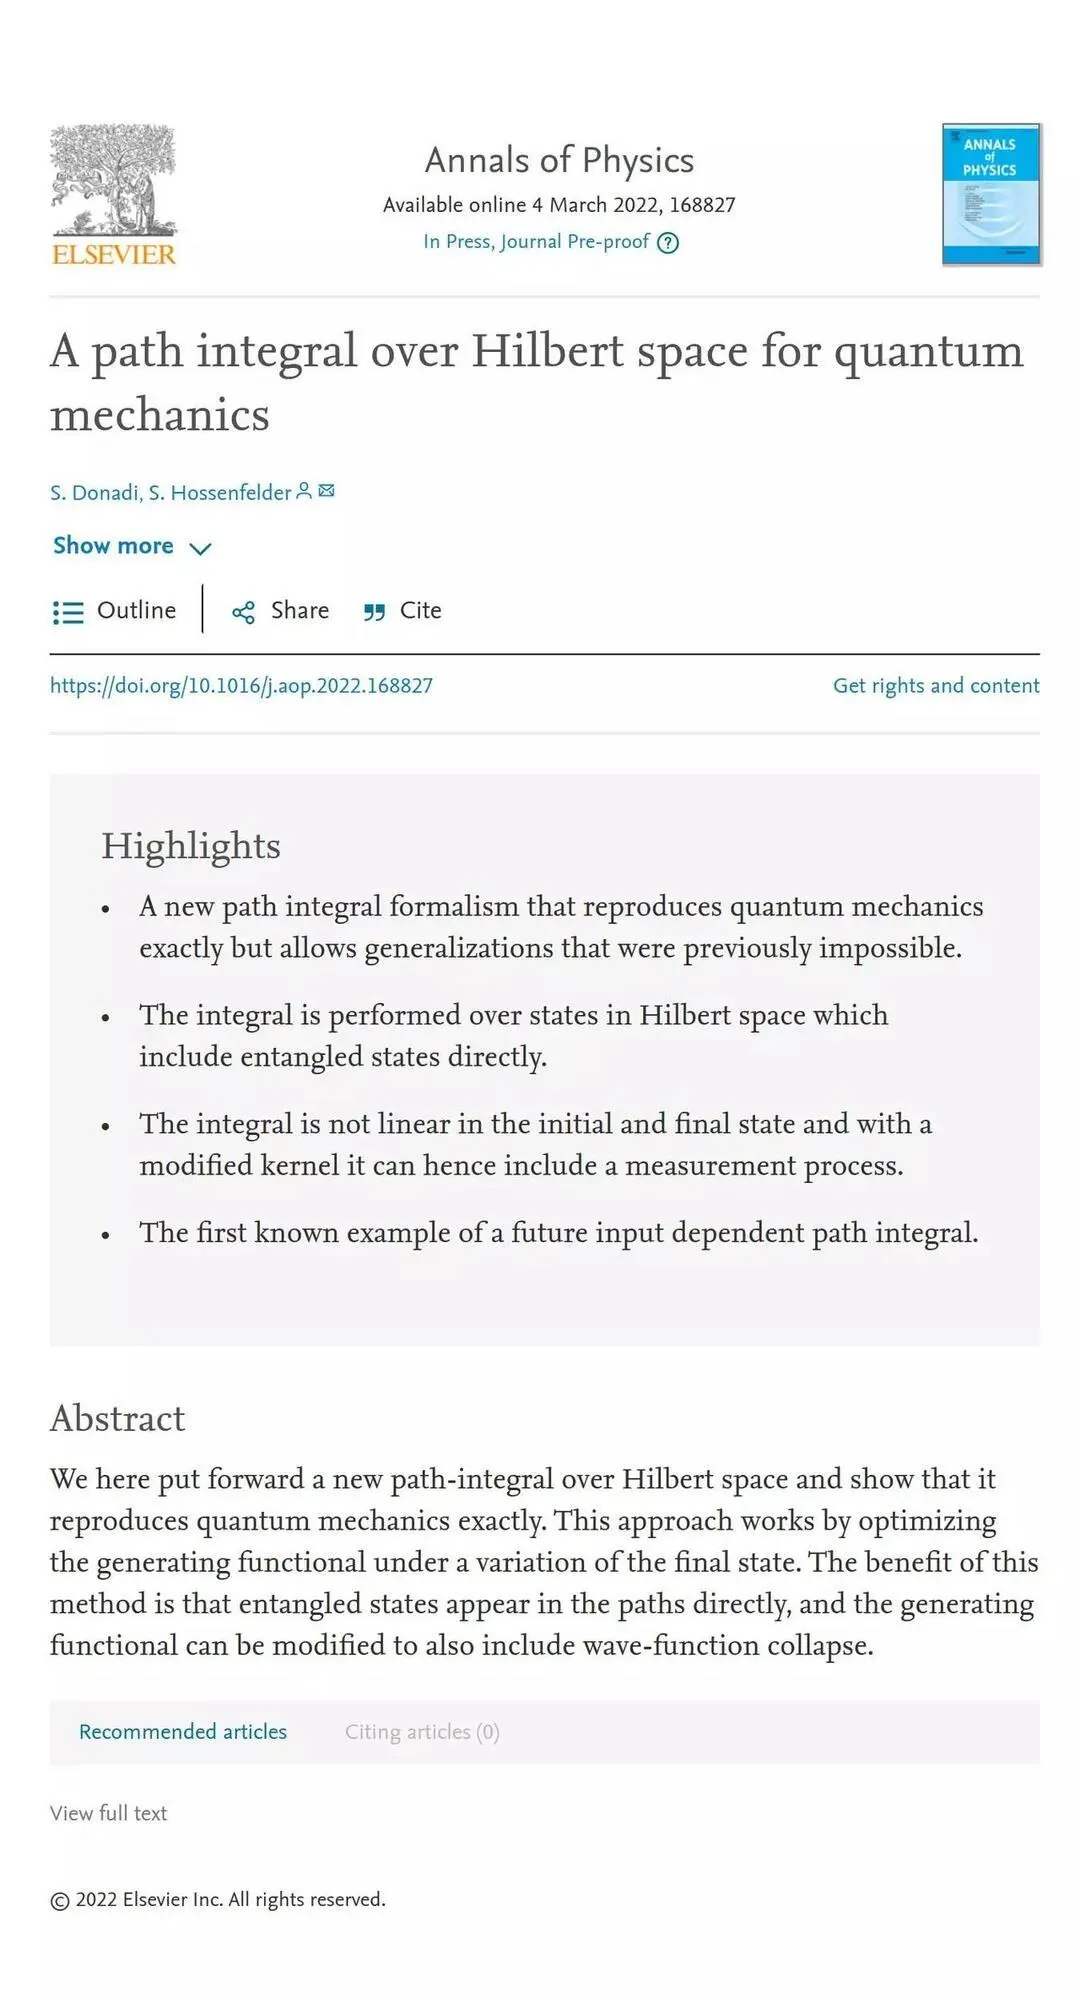 ELSEVIER
Annals of Physics
Available online 4 March 2022, 168827
In Press, Journal Pre-proof ?
ANNALS
of
PHYSICS
A path integral over Hilbert space for quantum
mechanics
S. Donadi, S. Hossenfelder
Show more
Outline
Share
Cite
https://doi.org/10.1016/j.aop.2022.168827
Get rights and content
Highlights
• A new path integral formalism that reproduces quantum mechanics
exactly but allows generalizations that were previously impossible.
• The integral is performed over states in Hilbert space which
include entangled states directly.
• The integral is not linear in the initial and final state and with a
modified kernel it can hence include a measurement process.
• The first known example of a future input dependent path integral.
Abstract
We here put forward a new path-integral over Hilbert space and show that it
reproduces quantum mechanics exactly. This approach works by optimizing
the generating functional under a variation of the final state. The benefit of this
method is that entangled states appear in the paths directly, and the generating
functional can be modified to also include wave-function collapse.
Recommended articles
Citing articles (0)
View full text
© 2022 Elsevier Inc. All rights reserved.